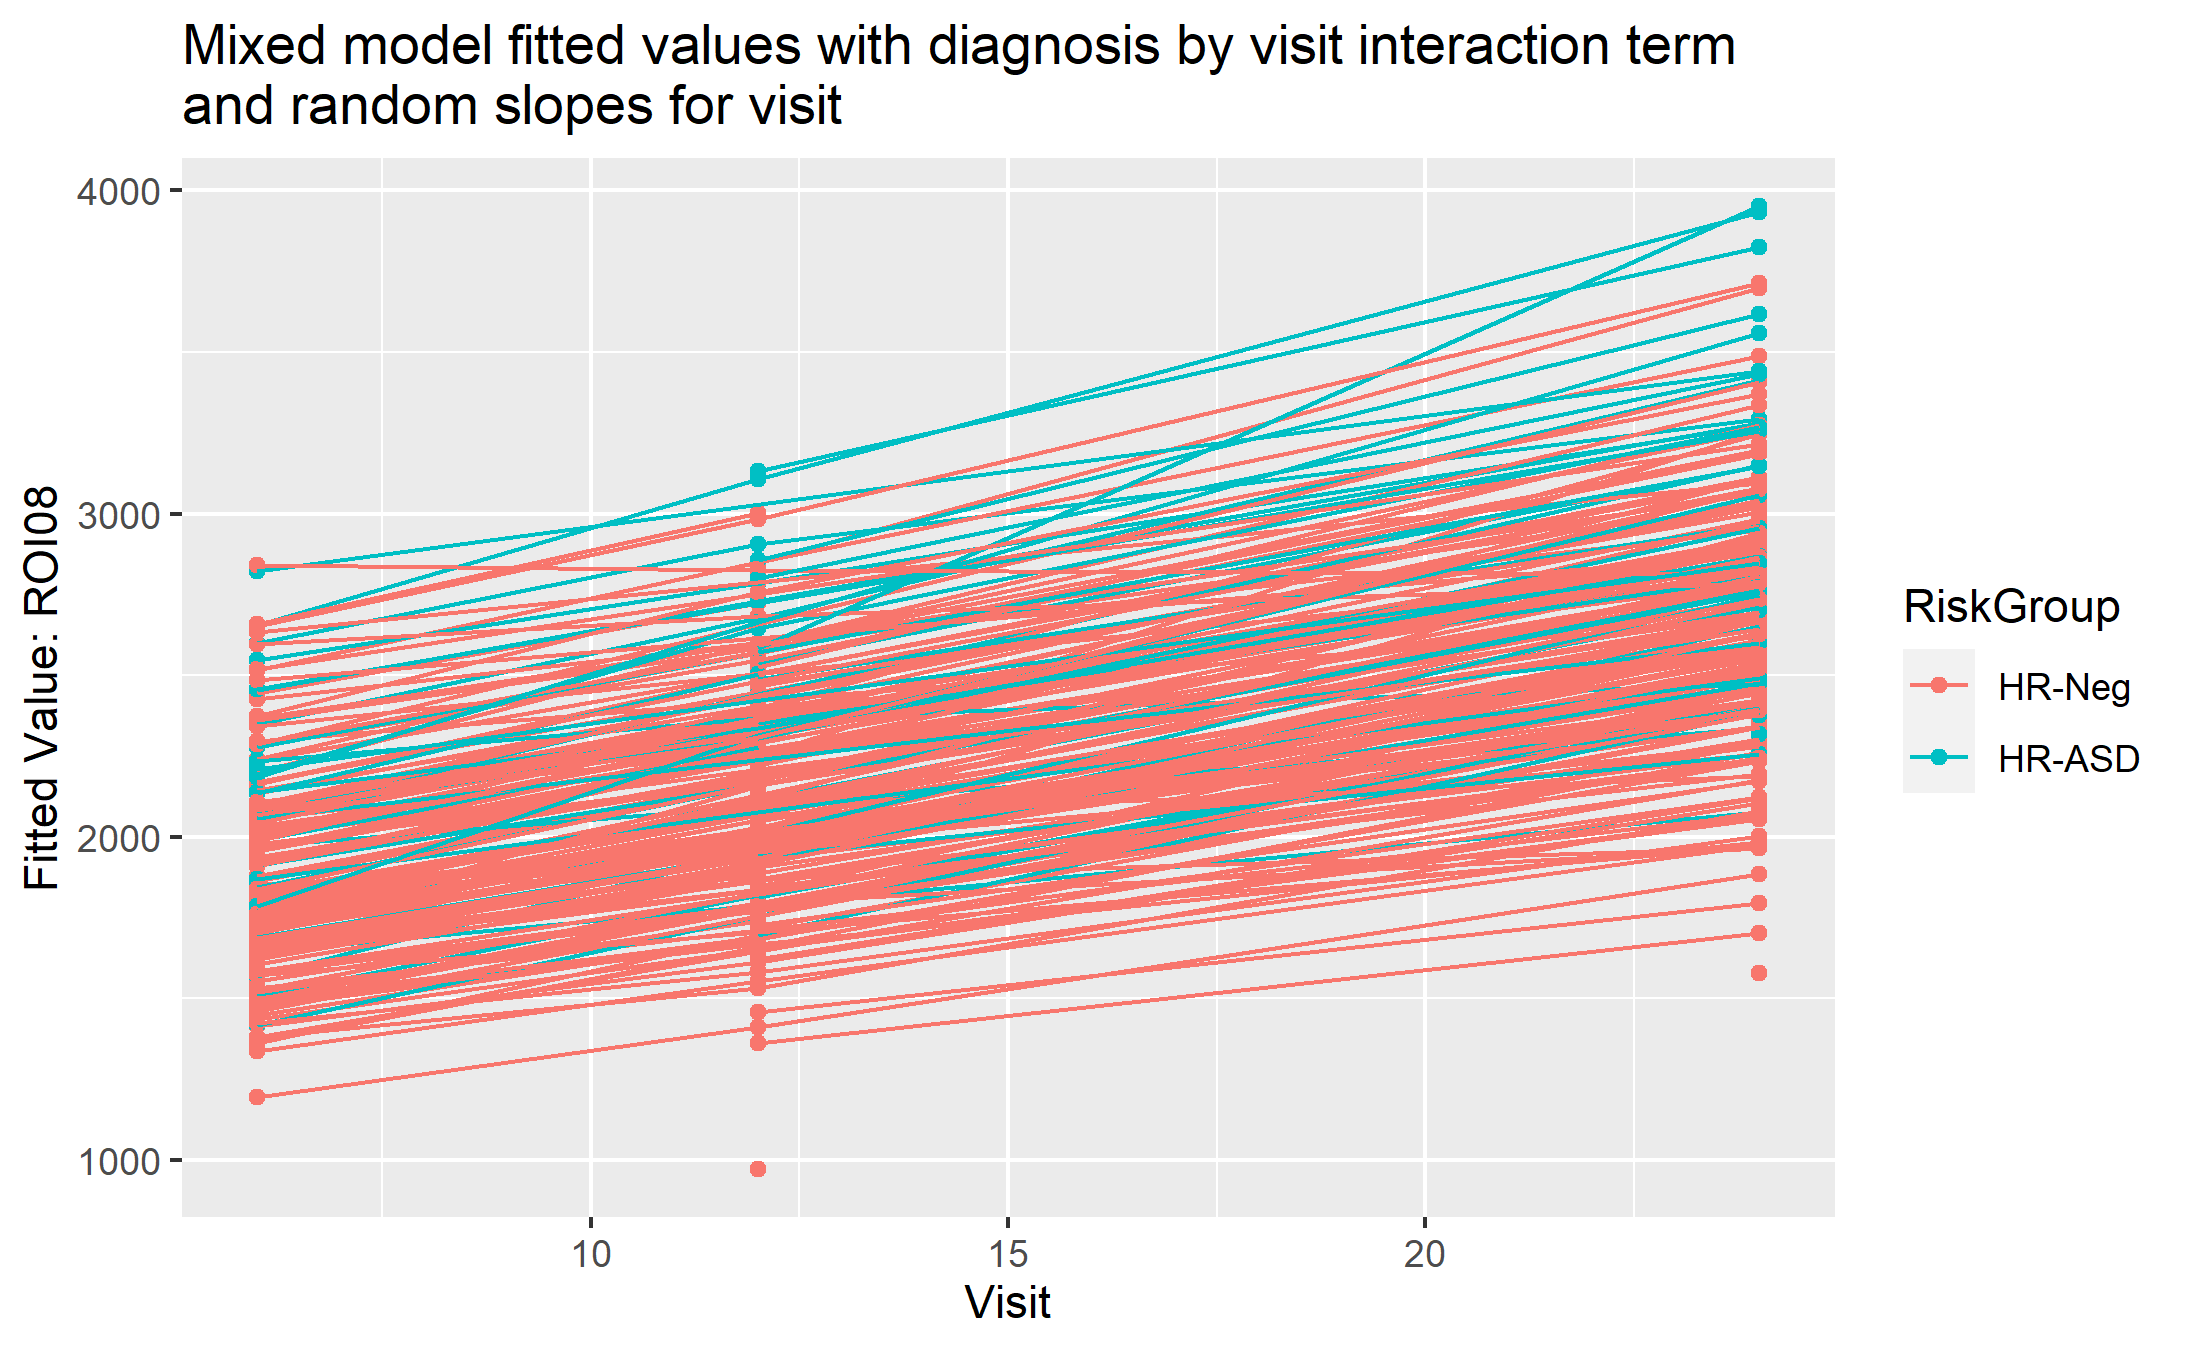 Mixed model fitted values with diagnosis by visit interaction term
and random slopes for visit
4000
3000
2000
1000
Fitted Value: ROI08
10
15
20
Visit
RiskGroup
HR-Neg
HR-ASD